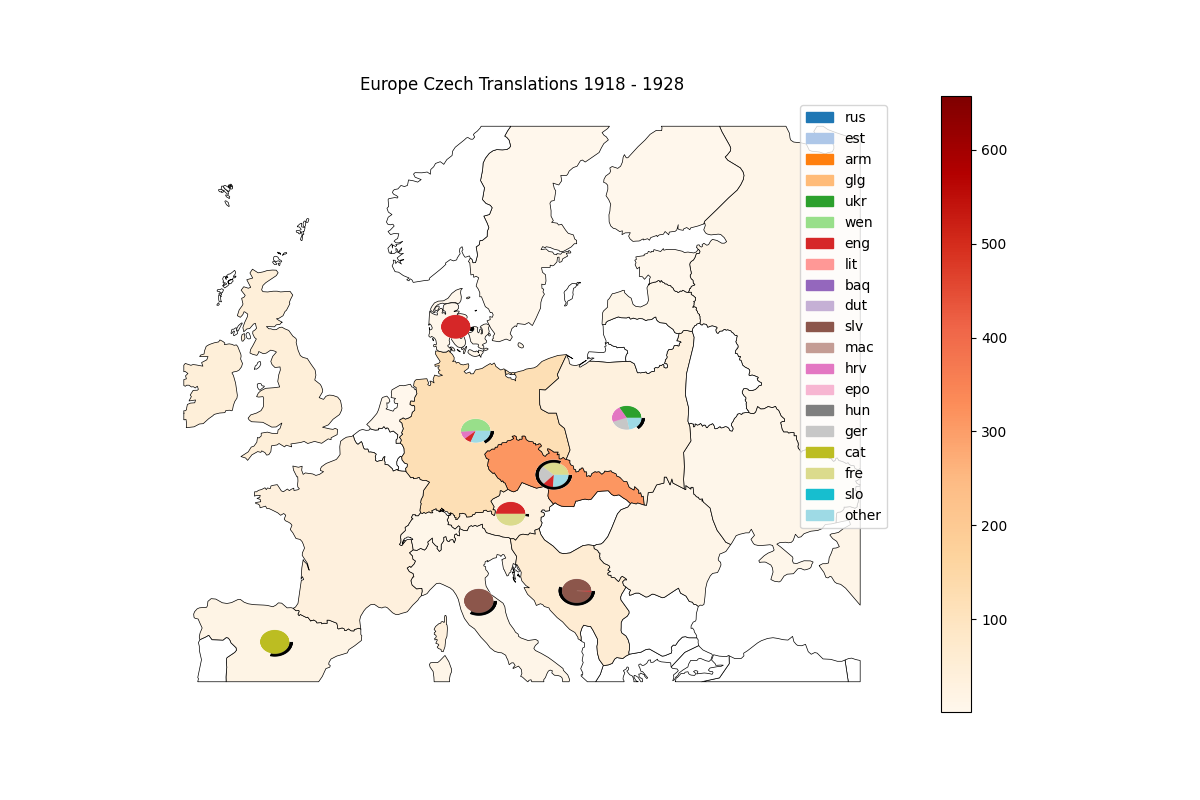 Europe Czech Translations 1918 - 1928
rus
est
arm
glg
ukr
wen
eng
lit
baq
dut
slv
mac
hrv
epo
hun
ger
cat
fre
slo
other
600
500
400
300
200
100